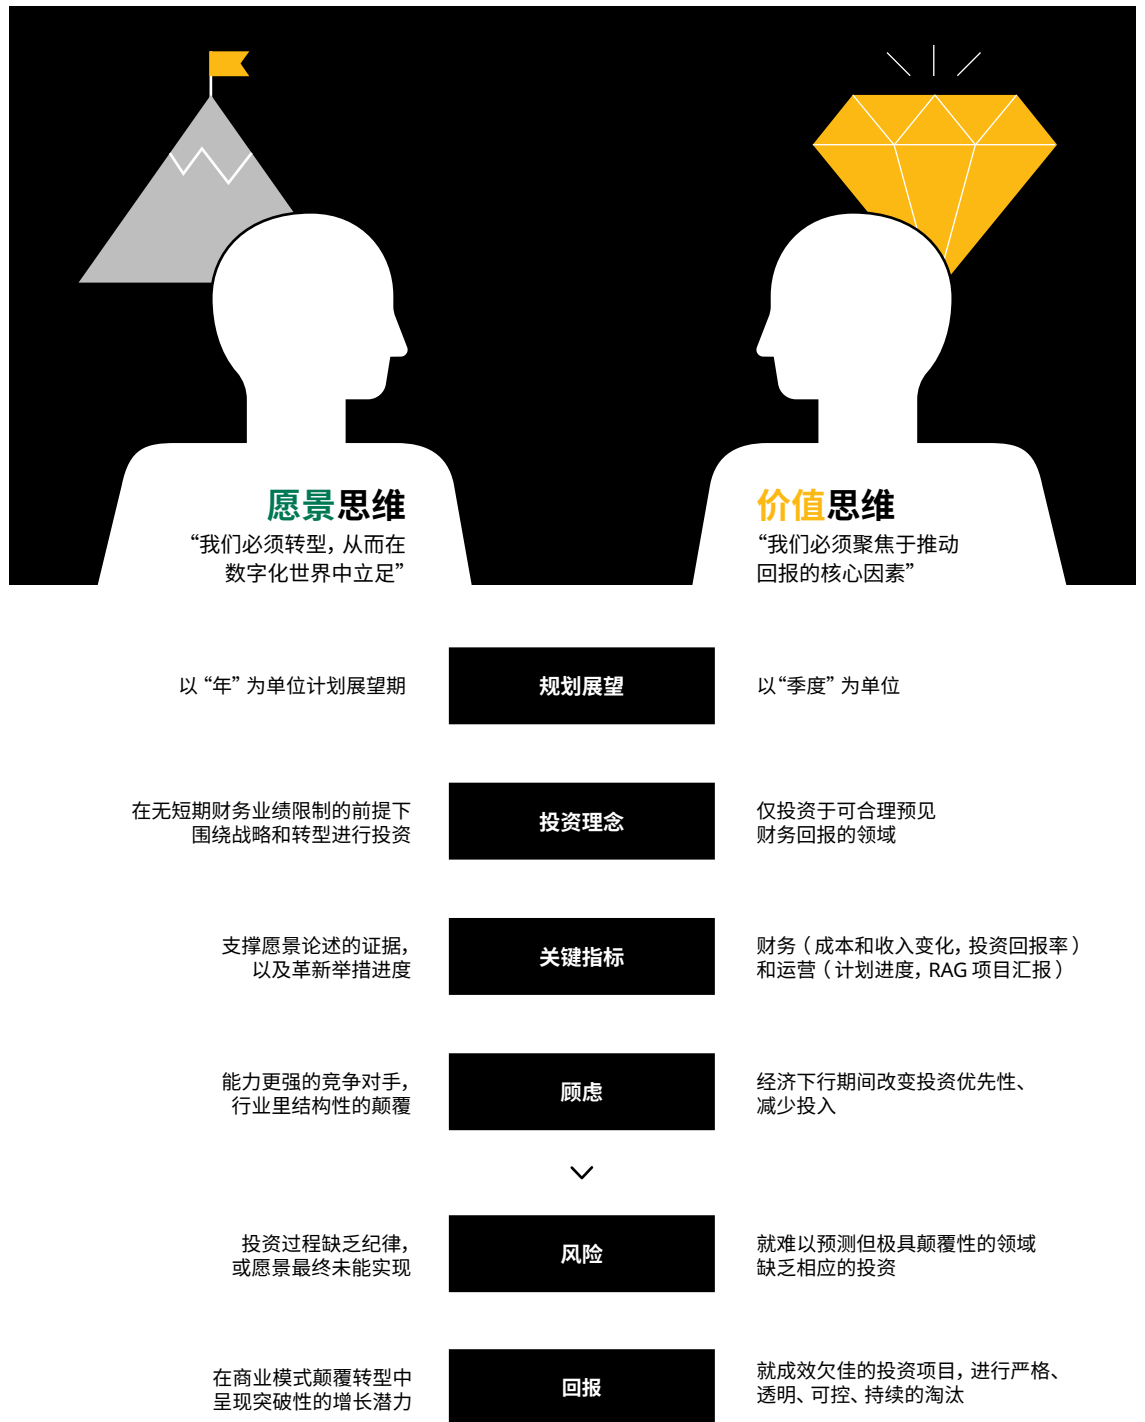 愿景思维
“我们必须转型，从而在
数字化世界中立足”
价值思维
“我们必须聚焦于推动
回报的核心因素”
以 “年” 为单位计划展望期
规划展望
以“季度” 为单位
在无短期财务业绩限制的前提下
围绕战略和转型进行投资
投资理念
仅投资于可合理预见
财务回报的领域
支撑愿景论述的证据，
以及革新举措进度
关键指标
财务（成本和收入变化，投资回报率）
和运营（计划进度，RAG 项目汇报）
能力更强的竞争对手，
行业里结构性的颠覆
顾虑
经济下行期间改变投资优先性、
减少投入
投资过程缺乏纪律，
或愿景最终未能实现
风险
就难以预测但极具颠覆性的领域
缺乏相应的投资
在商业模式颠覆转型中
呈现突破性的增长潜力
回报
就成效欠佳的投资项目，进行严格、
透明、可控、持续的淘汰